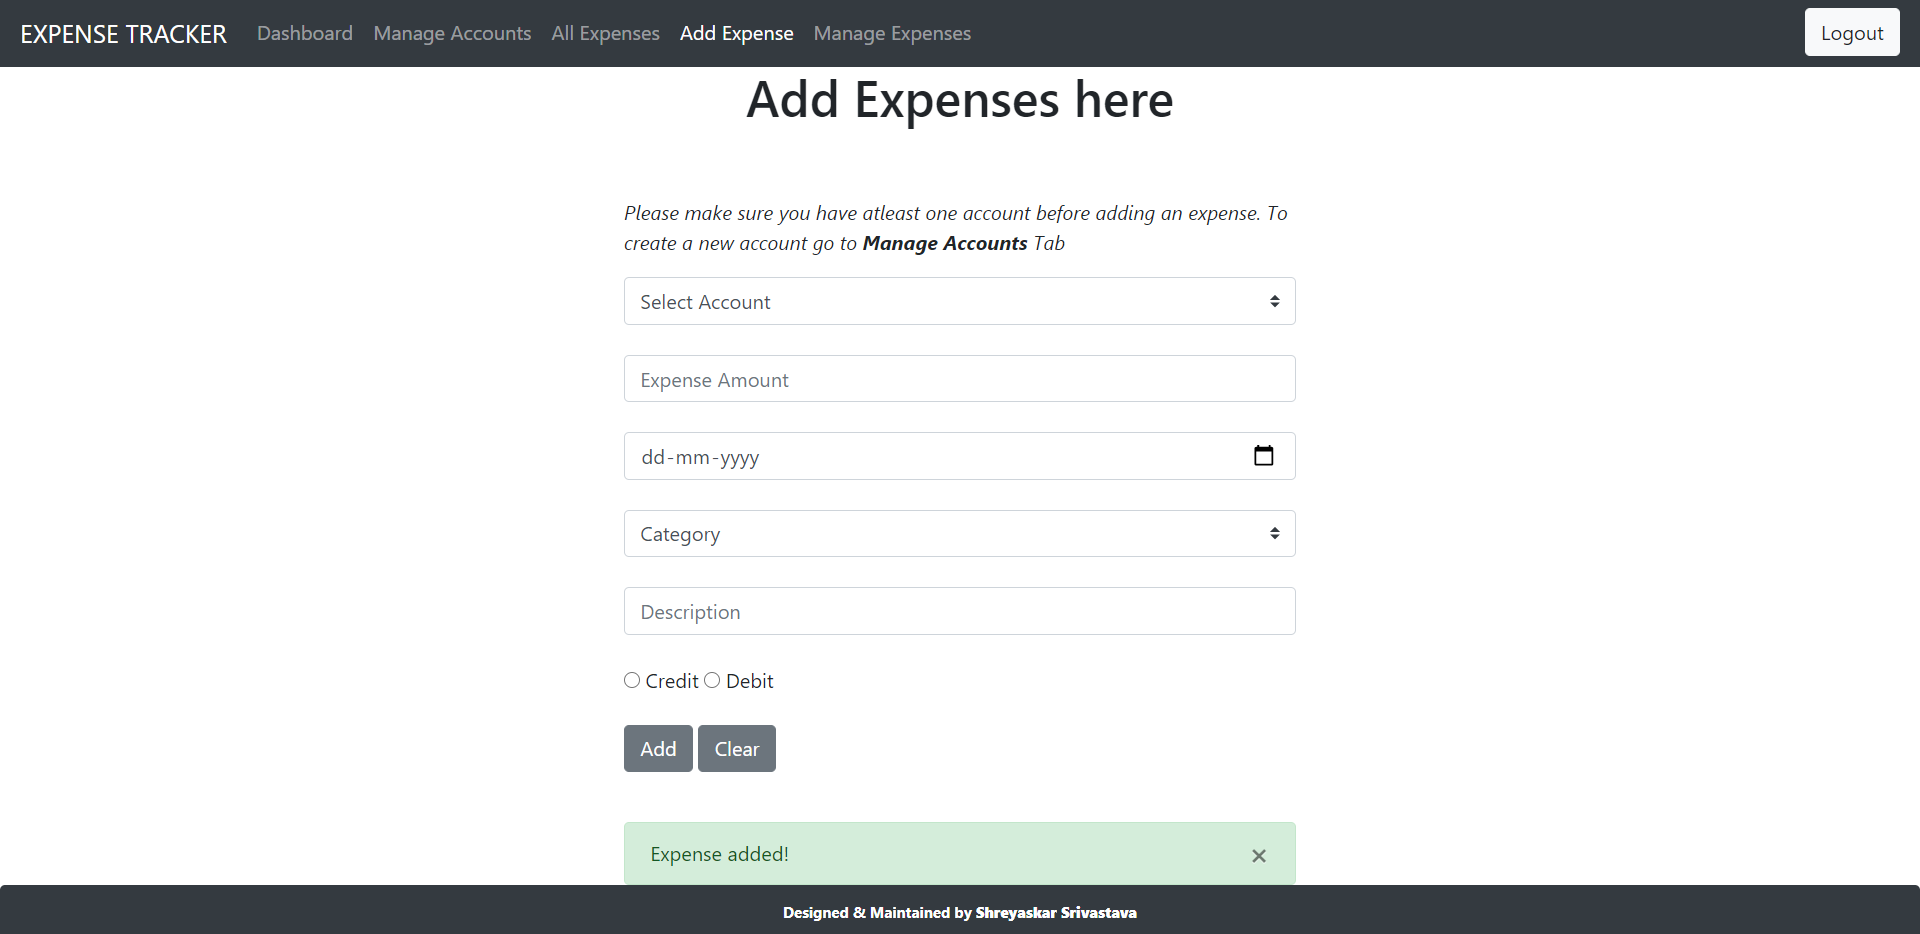 EXPENSE TRACKER Dashboard Manage Accounts All Expenses Add Expense Manage Expenses Logout
Add Expenses here
Please make sure you have atleast one account before adding an expense. To
create a new account go to Manage Accounts Tab
Select Account
Expense Amount
dd-mm-yyyy
Category
Description
Credit Debit
Add Clear
Expense added! ×
Designed & Maintained by Shreyaskar Srivastava